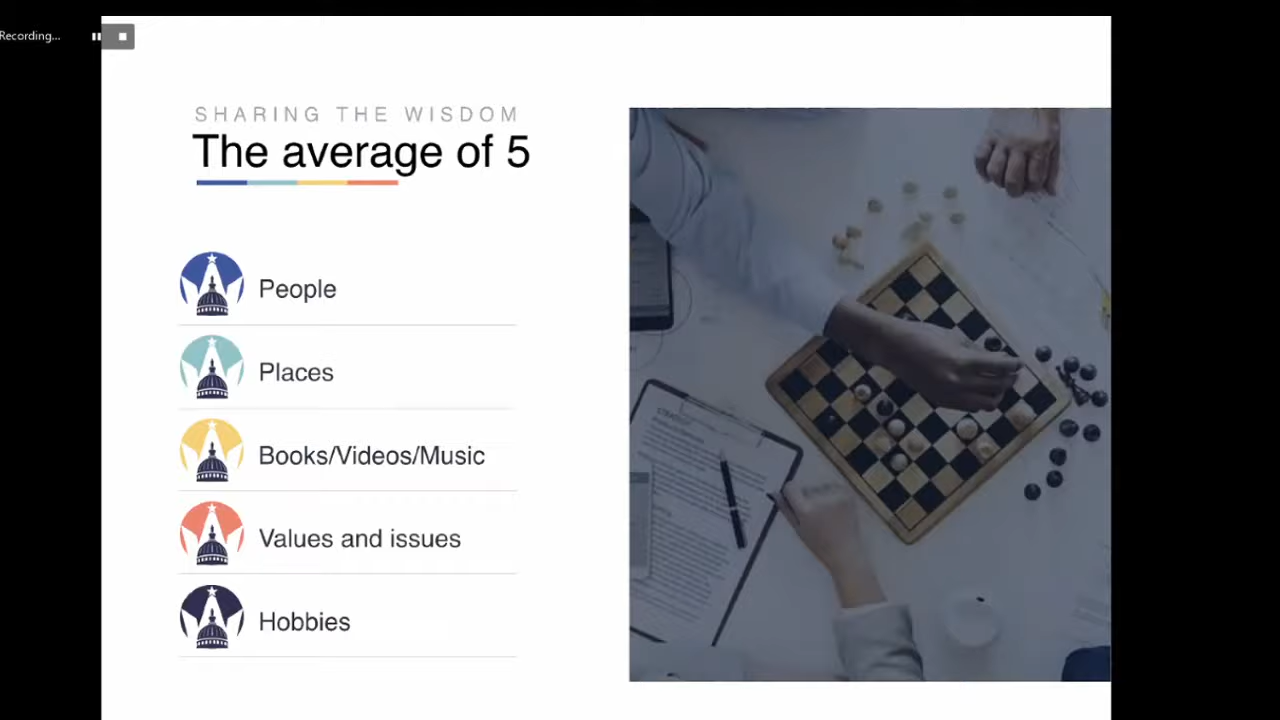 Recording...
SHARING THE WISDOM
The average of 5
People
Places
Books/Videos/Music
Values and issues
Hobbies